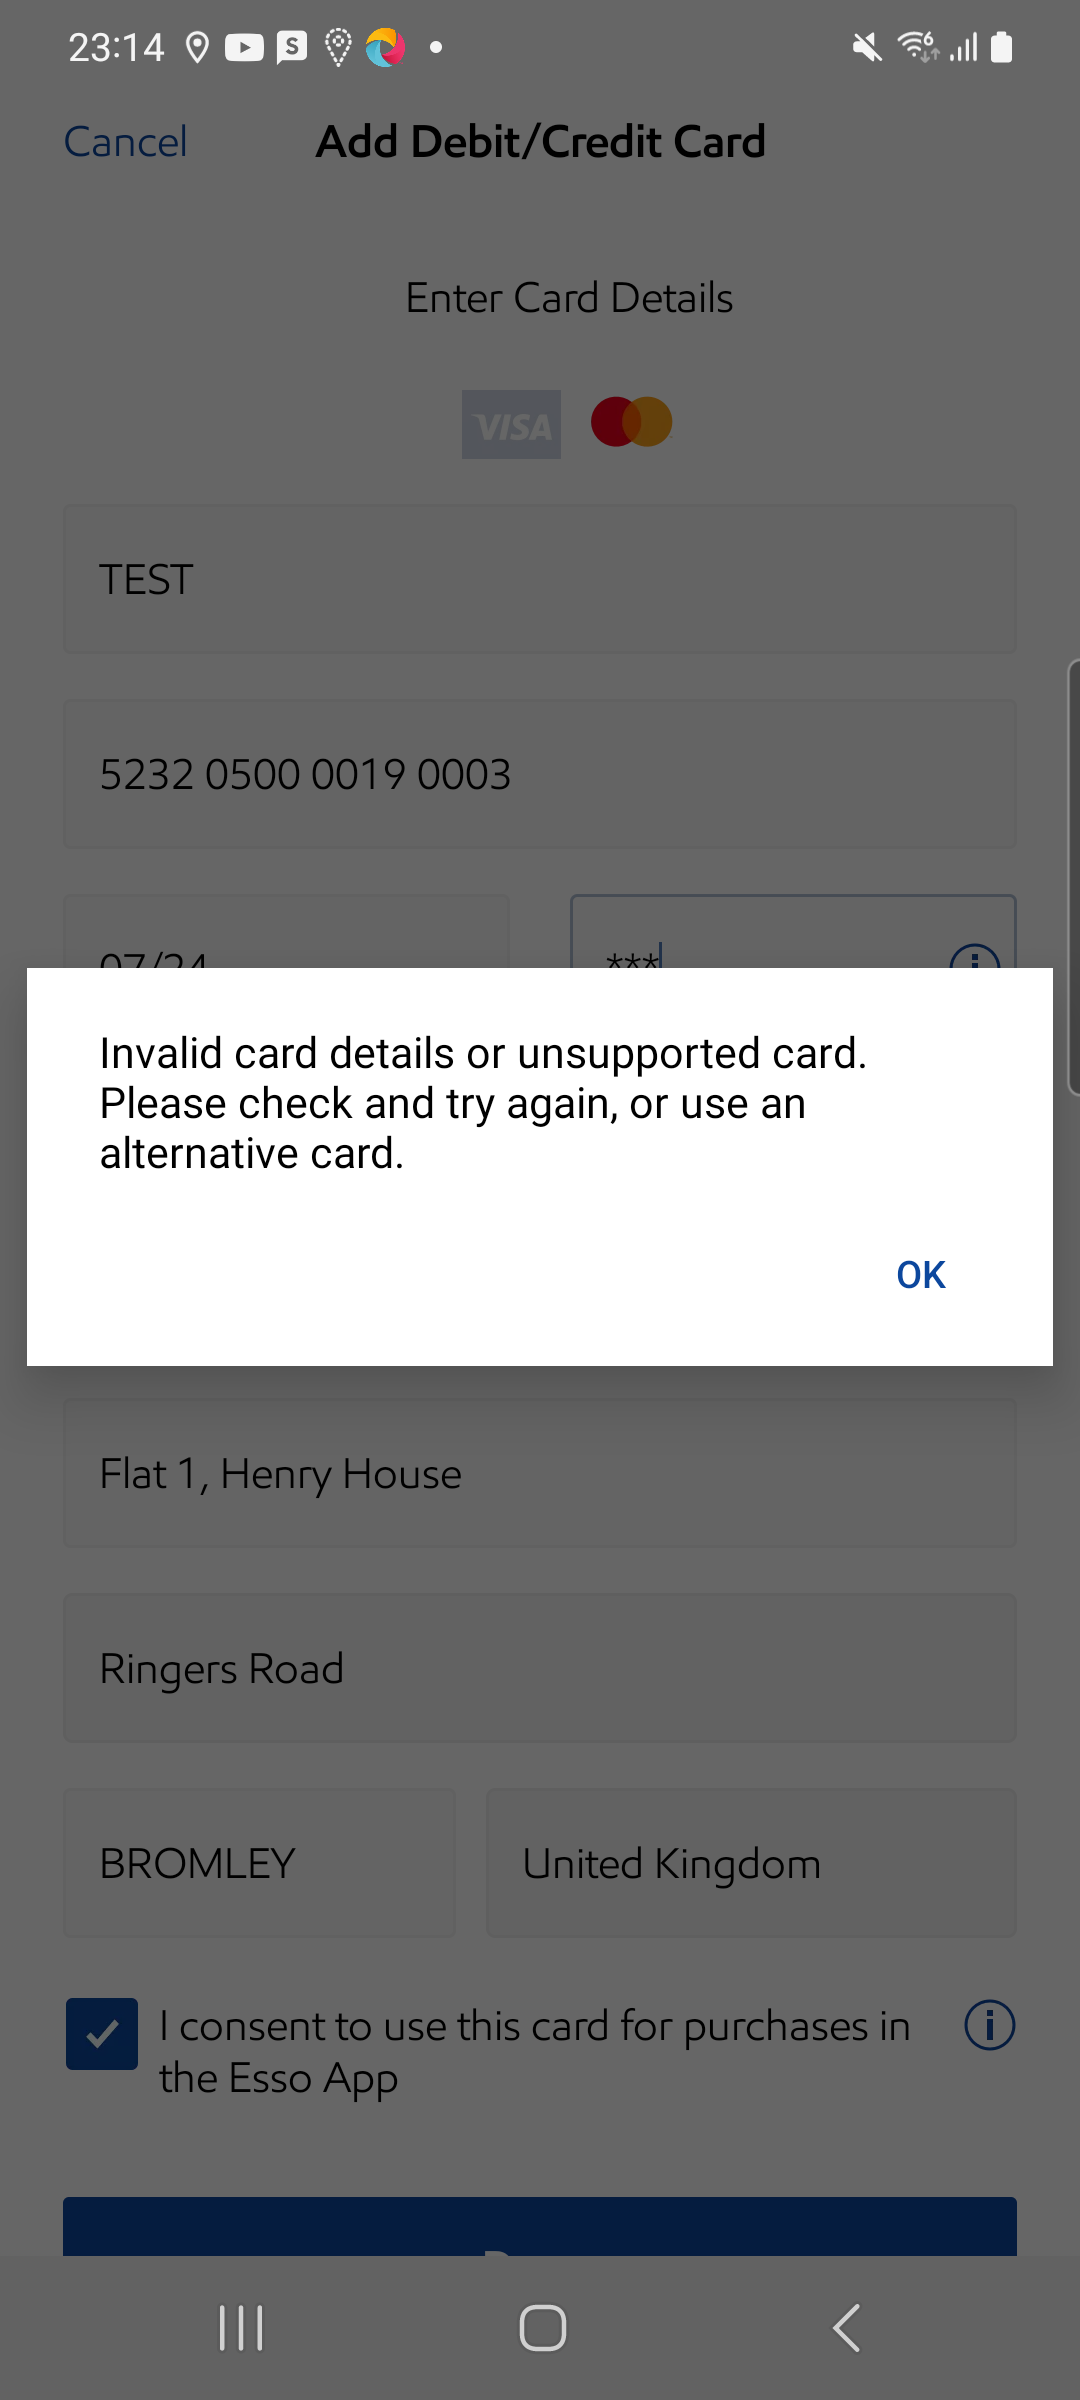 23:14
Cancel
Add Debit/Credit Card
Enter Card Details
VISA
TEST
5232 0500 0019 0003
07/24
***
Invalid card details or unsupported card.
Please check and try again, or use an
alternative card.
OK
Flat 1, Henry House
Ringers Road
BROMLEY
United Kingdom
I consent to use this card for purchases in
the Esso App